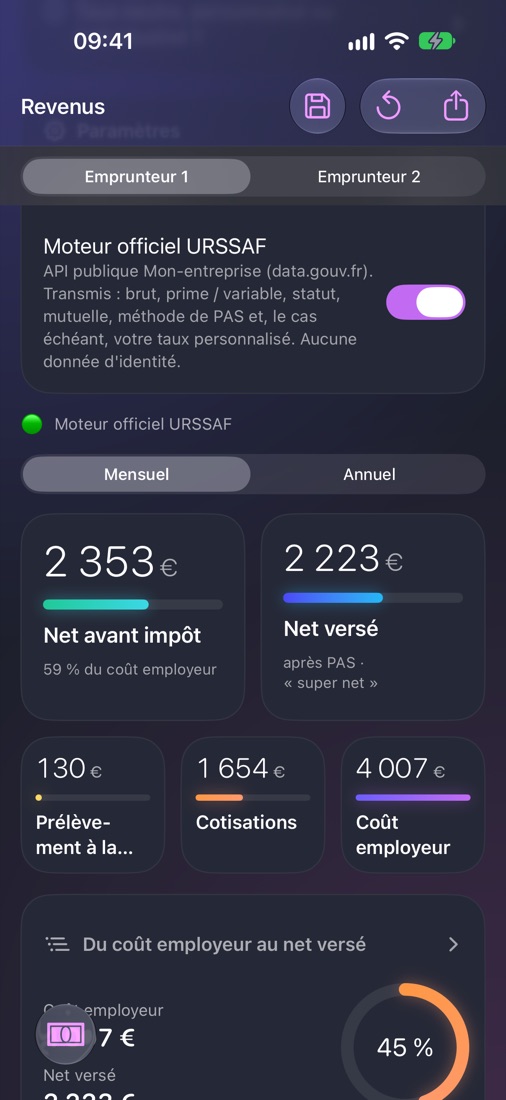 09:41
Revenus
Paramètres
Emprunteur 1
Emprunteur 2
Moteur officiel URSSAF
API publique Mon-entreprise (data.gouv.fr).
Transmis : brut, prime / variable, statut,
mutuelle, méthode de PAS et, le cas
échéant, votre taux personnalisé. Aucune
donnée d'identité.
Moteur officiel URSSAF
Mensuel
Annuel
2 353 €
Net avant impôt
59 % du coût employeur
2 223 €
Net versé
après PAS ·
« super net »
130 €
Prélève-
ment à la...
1 654 €
Cotisations
4 007 €
Coût
employeur
Du coût employeur au net versé
employeur
7 €
Net versé
45 %